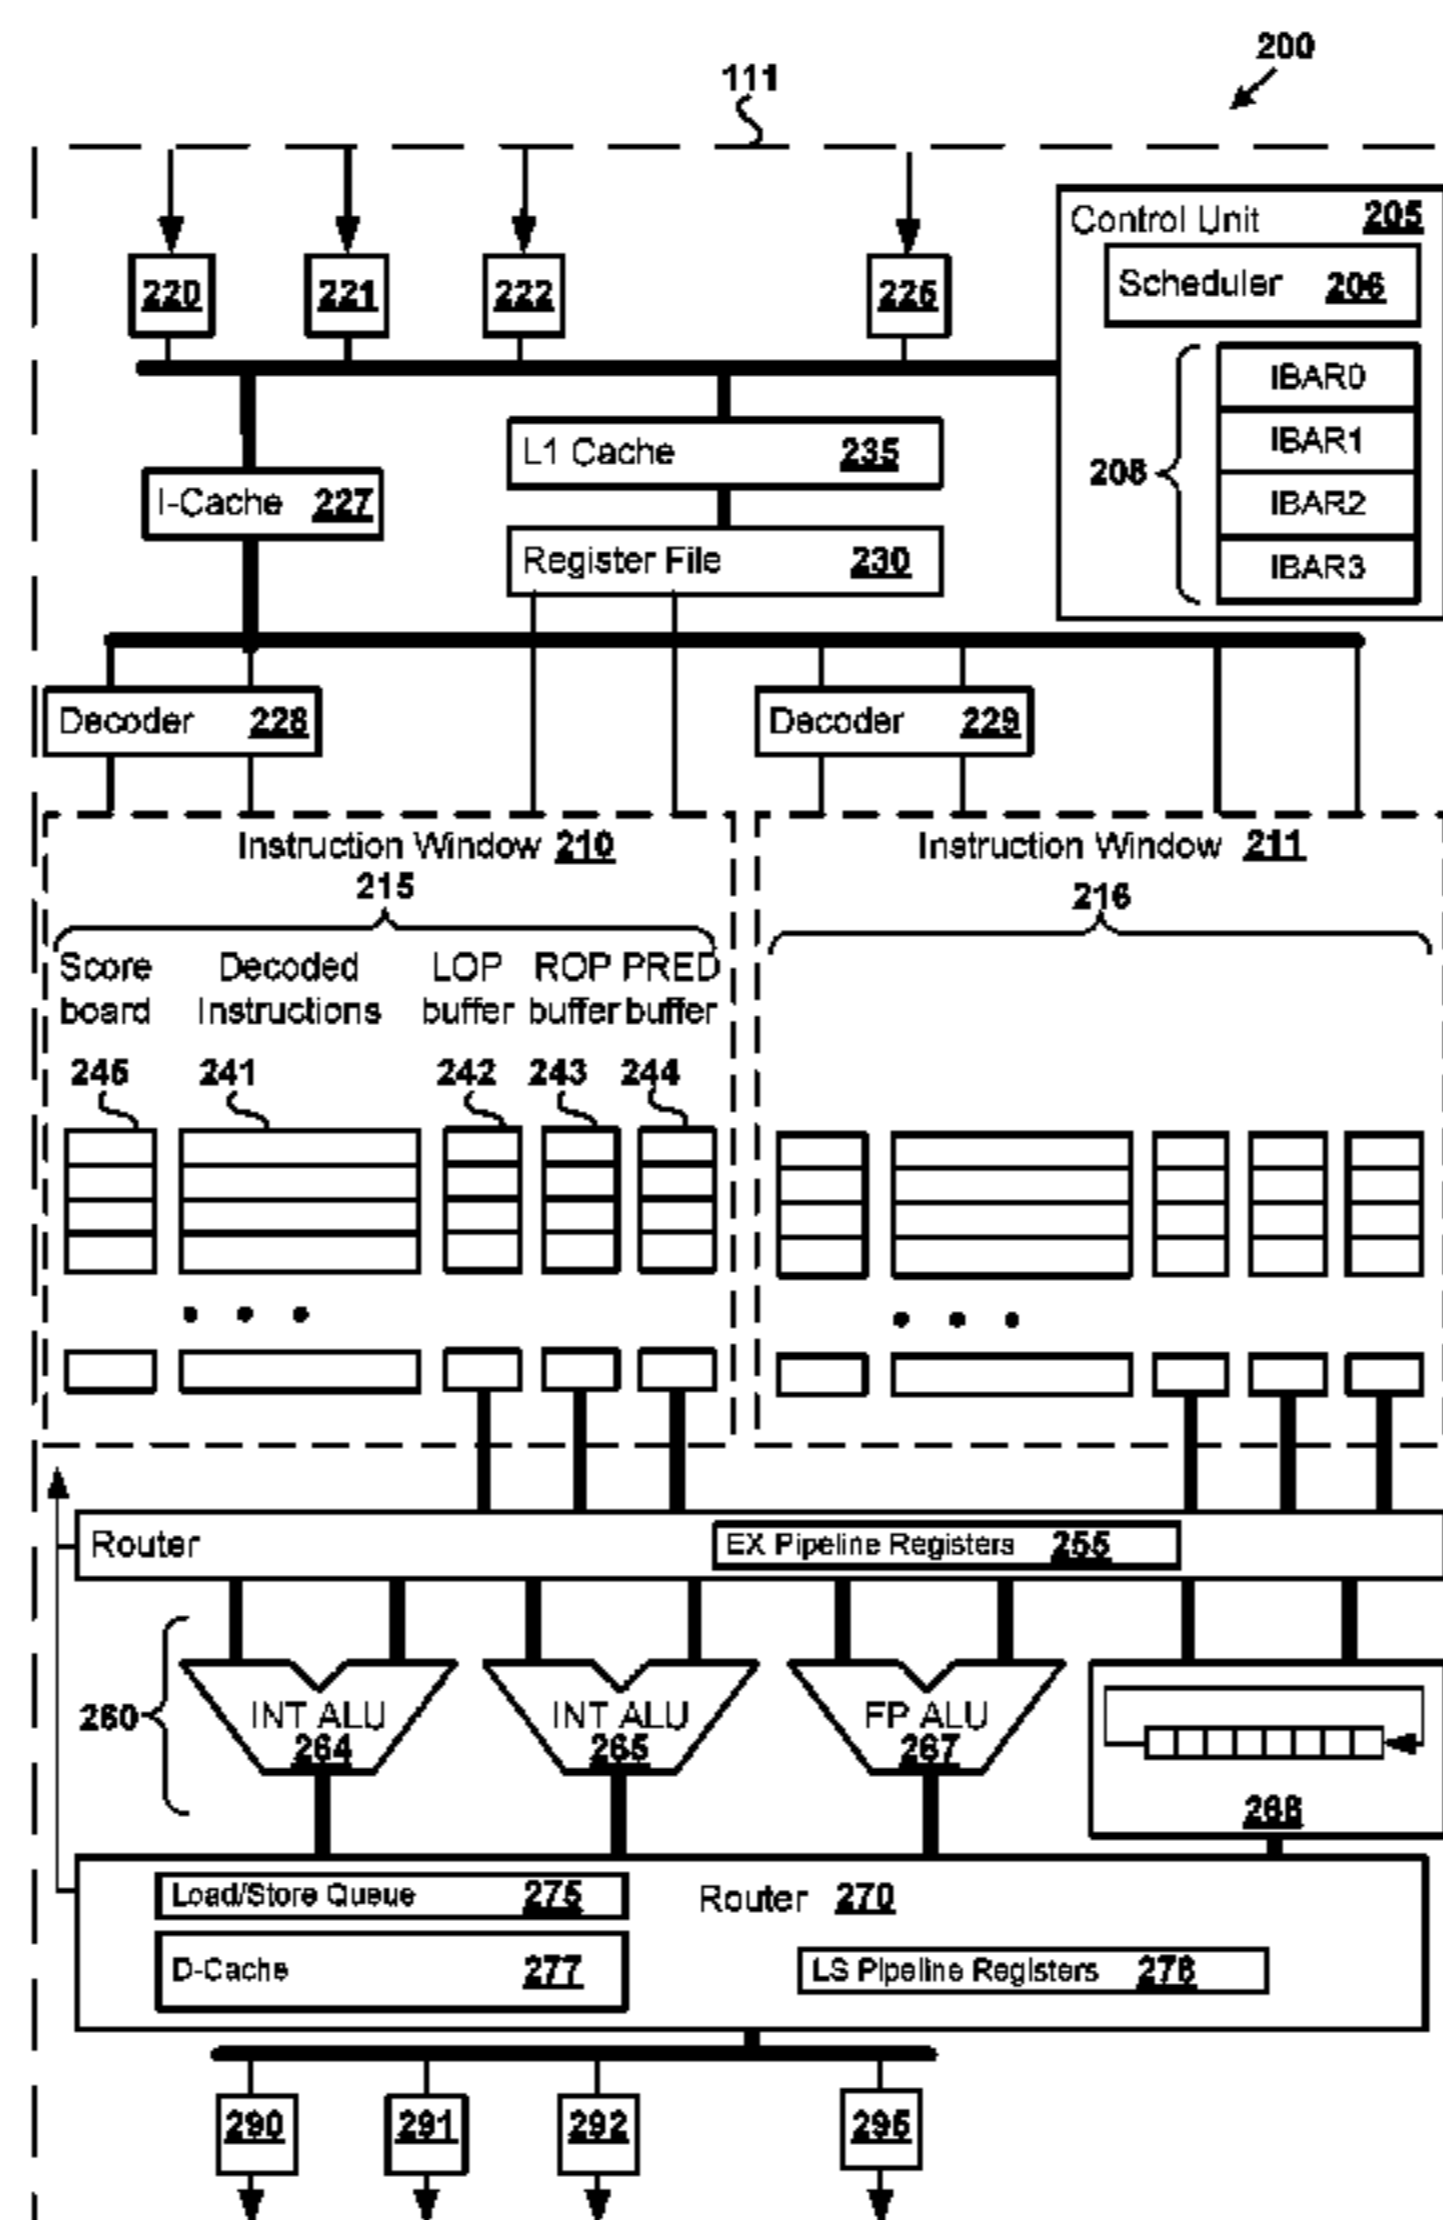 200
111
Control Unit 205
Scheduler 206
220 221 222 225
IBAR0
IBAR1
IBAR2
IBAR3
208
L1 Cache 235
I-Cache 227
Register File 230
Decoder 228
Decoder 229
Instruction Window 210
215
Score board
Decoded Instructions
LOP buffer
ROP buffer
PRED buffer
245 241 242 243 244
Instruction Window 211
216
Router
EX Pipeline Registers 255
260
INT ALU
264
INT ALU
265
FP ALU
267
Load/Store Queue 275
Router 270
D-Cache 277
LS Pipeline Registers
290 291 292 295